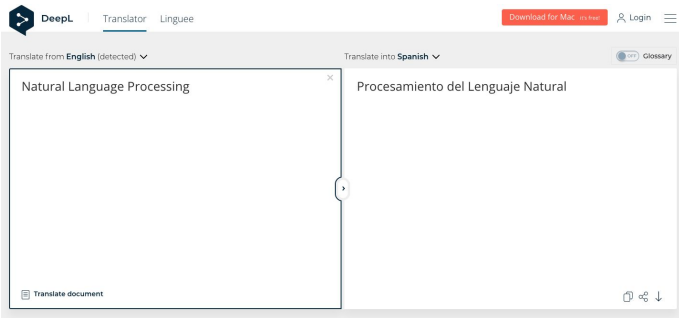 DeepL Translator Linguee Download for Mac It's free! Login
Translate from English (detected) Translate into Spanish OFF Glossary
Natural Language Processing Procesamiento del Lenguaje Natural
Translate document